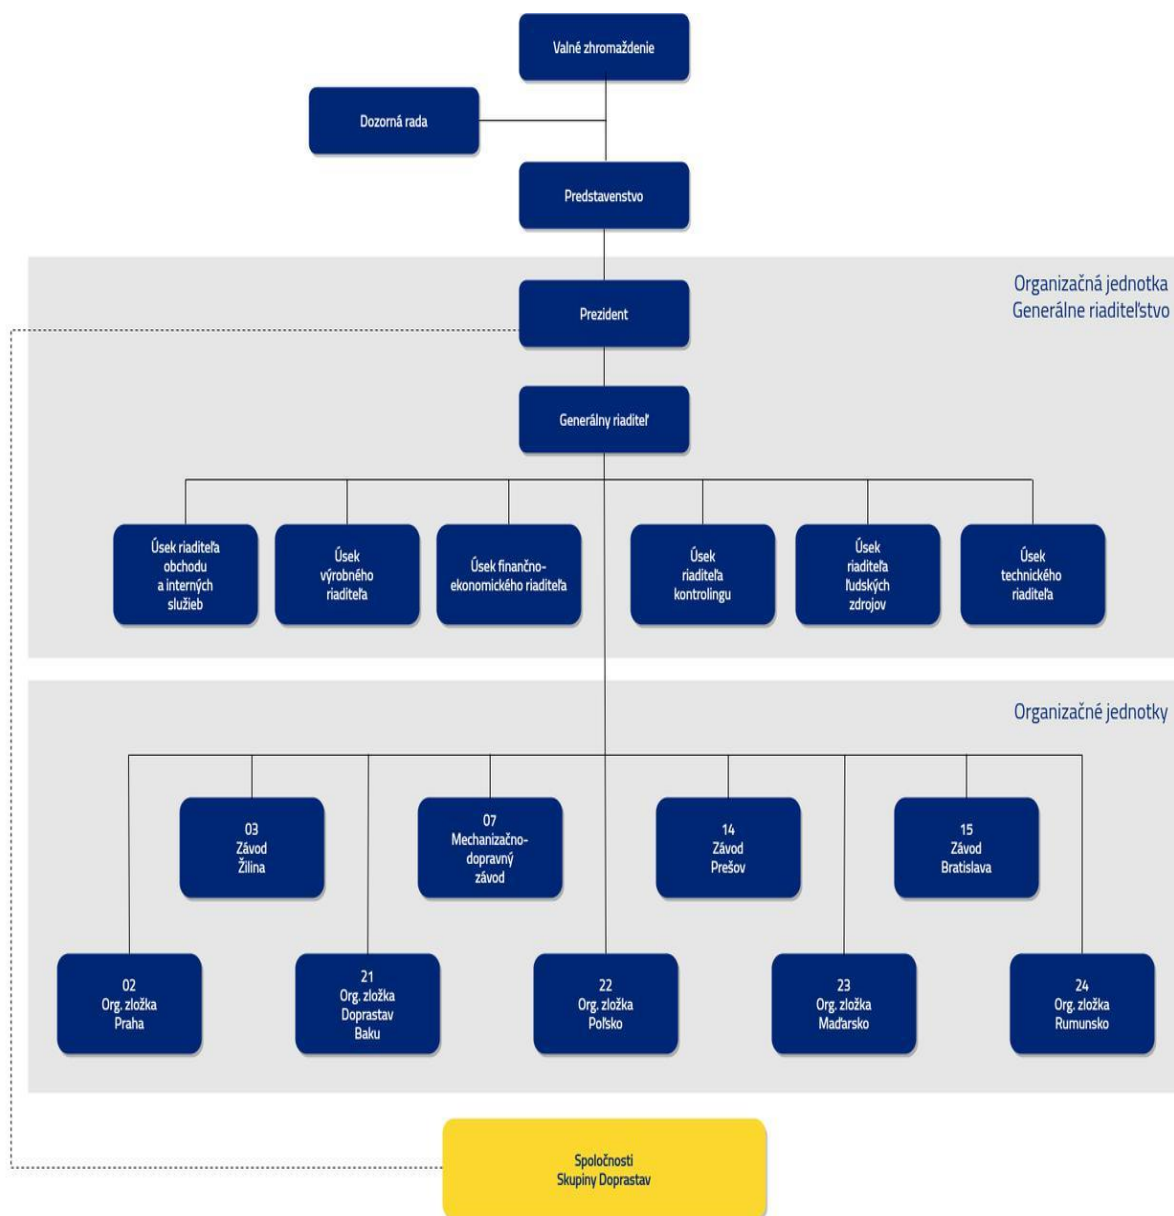 Valné zhromaždenie
Dozorná rada
Predstavenstvo
Organizačná jednotka
Generálne riaditeľstvo
Prezident
Generálny riaditeľ
Úsek riaditeľa
obchodu
a interných
služieb
Úsek
výrobného
riaditeľa
Úsek finančno-
ekonomického riaditeľa
Úsek
riaditeľa
kontrolingu
Úsek
riaditeľa
ľudských
zdrojov
Úsek
technického
riaditeľa
Organizačné jednotky
03
Závod
Žilina
07
Mechanizačno-
dopravný
závod
14
Závod
Prešov
15
Závod
Bratislava
02
Org. zložka
Praha
21
Org. zložka
Doprastav
Baku
22
Org. zložka
Poľsko
23
Org. zložka
Maďarsko
24
Org. zložka
Rumunsko
Spoločnosti
Skupiny Doprastav